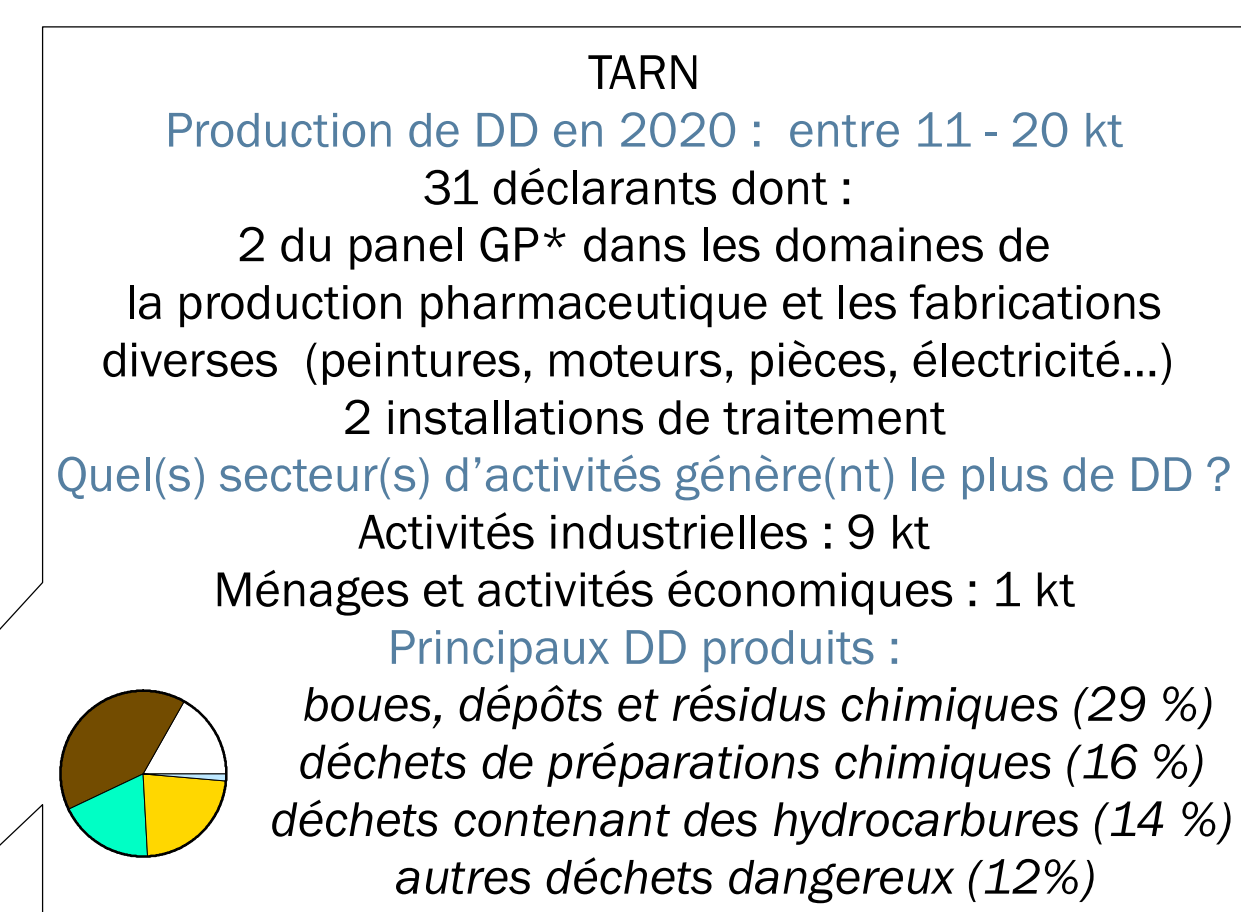 TARN
Production de DD en 2020 : entre 11 - 20 kt
31 déclarants dont :
2 du panel GP* dans les domaines de
la production pharmaceutique et les fabrications
diverses (peintures, moteurs, pièces, électricité...)
2 installations de traitement
Quel(s) secteur(s) d'activités génère(nt) le plus de DD ?
Activités industrielles : 9 kt
Ménages et activités économiques : 1 kt
Principaux DD produits :
boues, dépôts et résidus chimiques (29 %)
déchets de préparations chimiques (16 %)
déchets contenant des hydrocarbures (14 %)
autres déchets dangereux (12%)